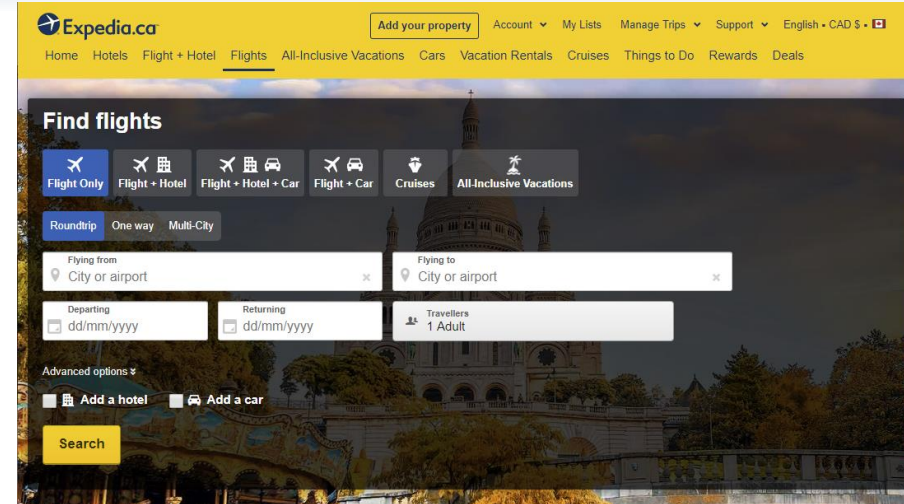 Expedia.ca
Add your property Account My Lists Manage Trips Support English • CAD $ •
Home Hotels Flight + Hotel Flights All-Inclusive Vacations Cars Vacation Rentals Cruises Things to Do Rewards Deals
Find flights
Flight Only Flight + Hotel Flight + Hotel + Car Flight + Car Cruises All-Inclusive Vacations
Roundtrip One way Multi-City
Flying from Flying to
City or airport City or airport
Departing Returning Travellers
dd/mm/yyyy dd/mm/yyyy 1 Adult
Advanced options
Add a hotel Add a car
Search